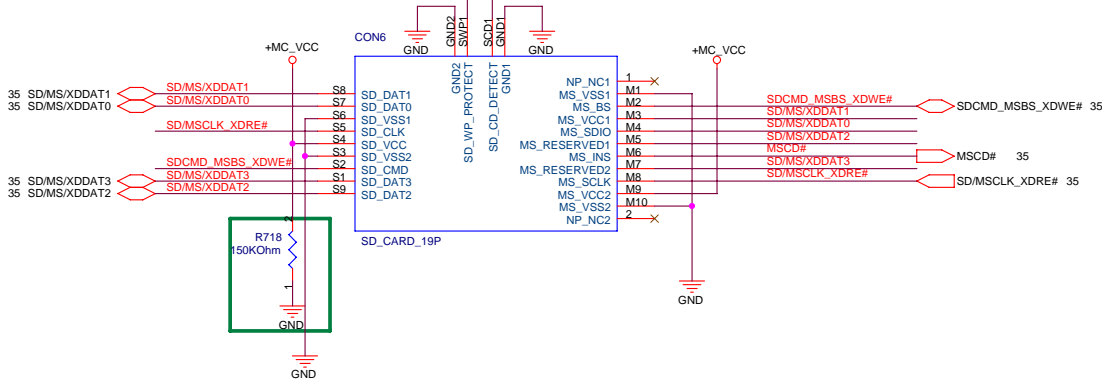 GND
GND2
SWP1
SCD1
GND1
GND
CON6
+MC_VCC
+MC_VCC
GND2
SD_WP_PROTECT
SD_CD_DETECT
GND1
NP_NC1 1
35 SD/MS/XDDAT1 SD/MS/XDDAT1 S8 SD_DAT1 MS_VSS1 M1
35 SD/MS/XDDAT0 SD/MS/XDDAT0 S7 SD_DAT0 MS_BS M2 SDCMD_MSBS_XDWE# SDCMD_MSBS_XDWE# 35
S6 SD_VSS1 MS_VCC1 M3 SD/MS/XDDAT1
SD/MSCLK_XDRE# S5 SD_CLK MS_SDIO M4 SD/MS/XDDAT0
S4 SD_VCC MS_RESERVED1 M5 SD/MS/XDDAT2
S3 SD_VSS2 MS_INS M6 MSCD# MSCD# 35
SDCMD_MSBS_XDWE# S2 SD_CMD MS_RESERVED2 M7 SD/MS/XDDAT3
35 SD/MS/XDDAT3 SD/MS/XDDAT3 S1 SD_DAT3 MS_SCLK M8 SD/MSCLK_XDRE# SD/MSCLK_XDRE# 35
35 SD/MS/XDDAT2 SD/MS/XDDAT2 S9 SD_DAT2 MS_VCC2 M9
MS_VSS2 M10
NP_NC2 2
2
R718
150KOhm
1
GND
SD_CARD_19P
GND
GND